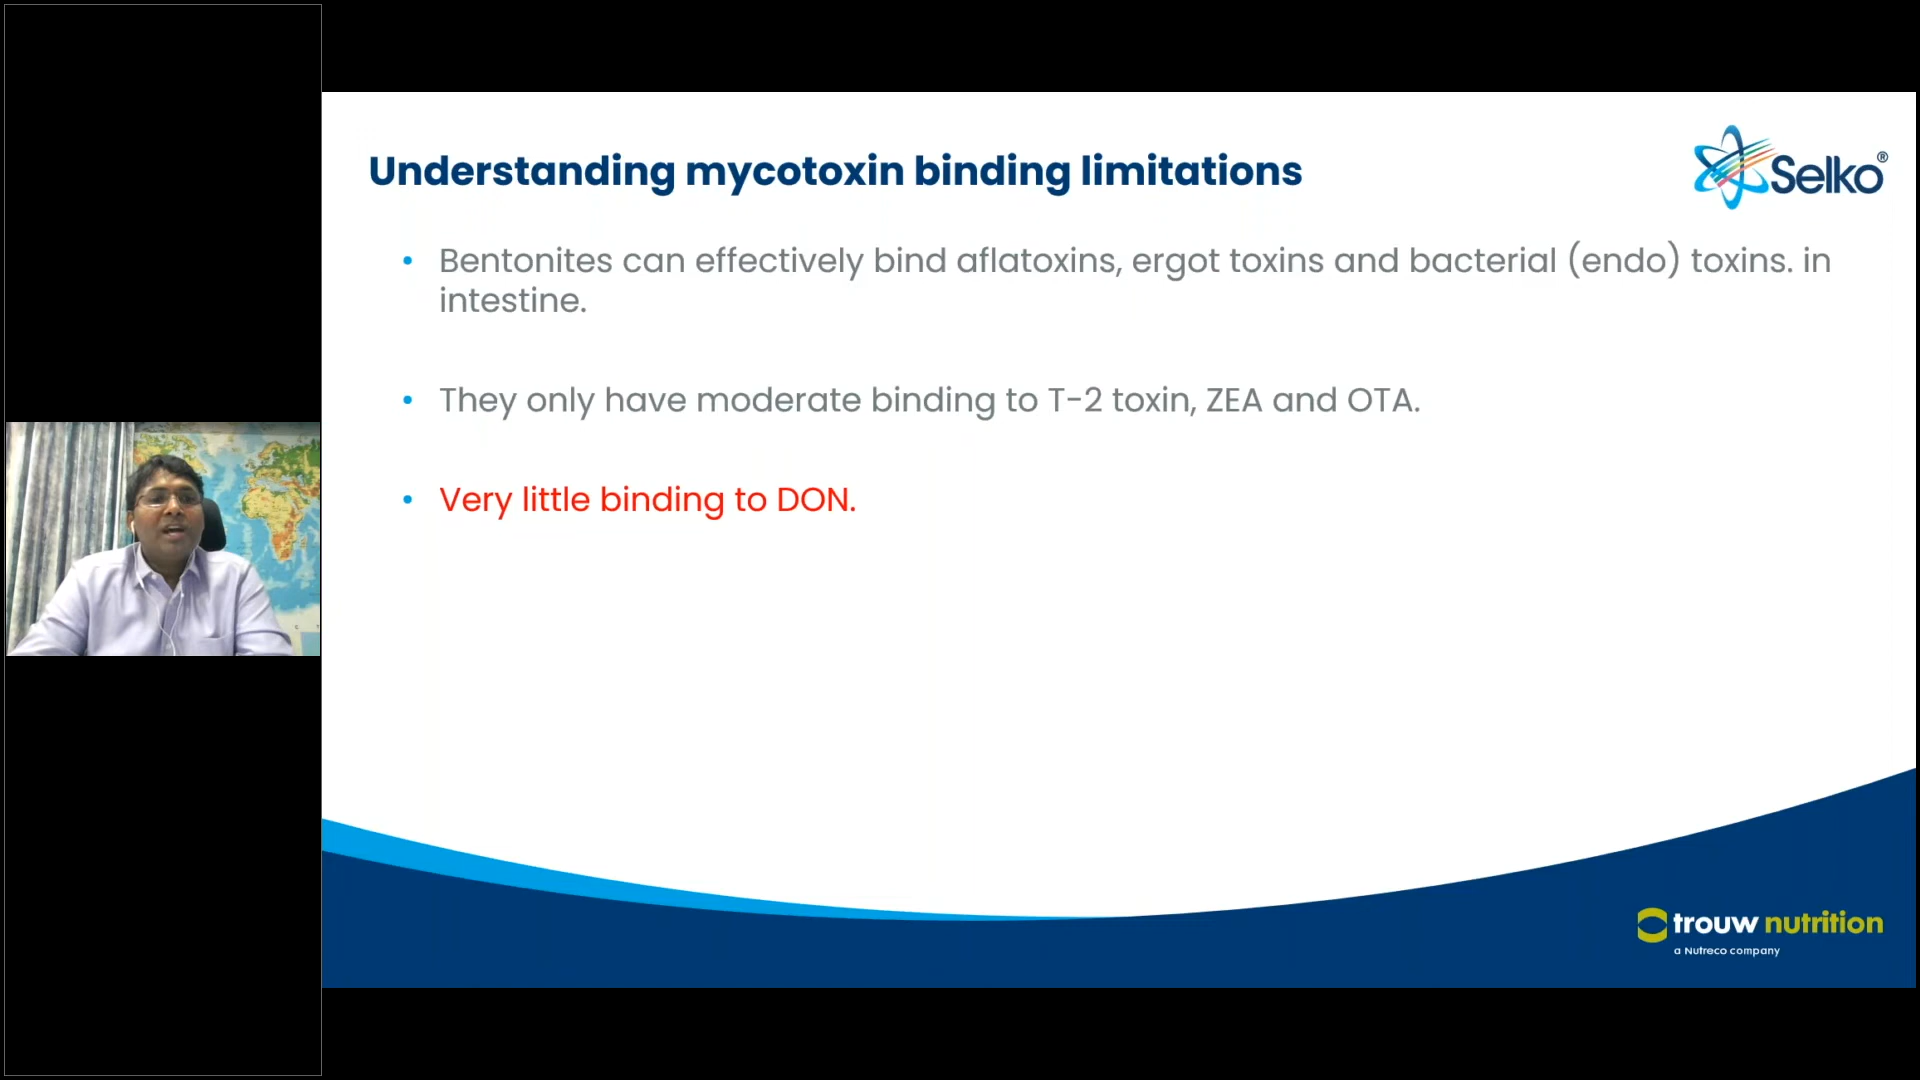 Understanding mycotoxin binding limitations
Selko®
• Bentonites can effectively bind aflatoxins, ergot toxins and bacterial (endo) toxins. in
intestine.
• They only have moderate binding to T-2 toxin, ZEA and OTA.
• Very little binding to DON.
trouw nutrition
a Nutreco company